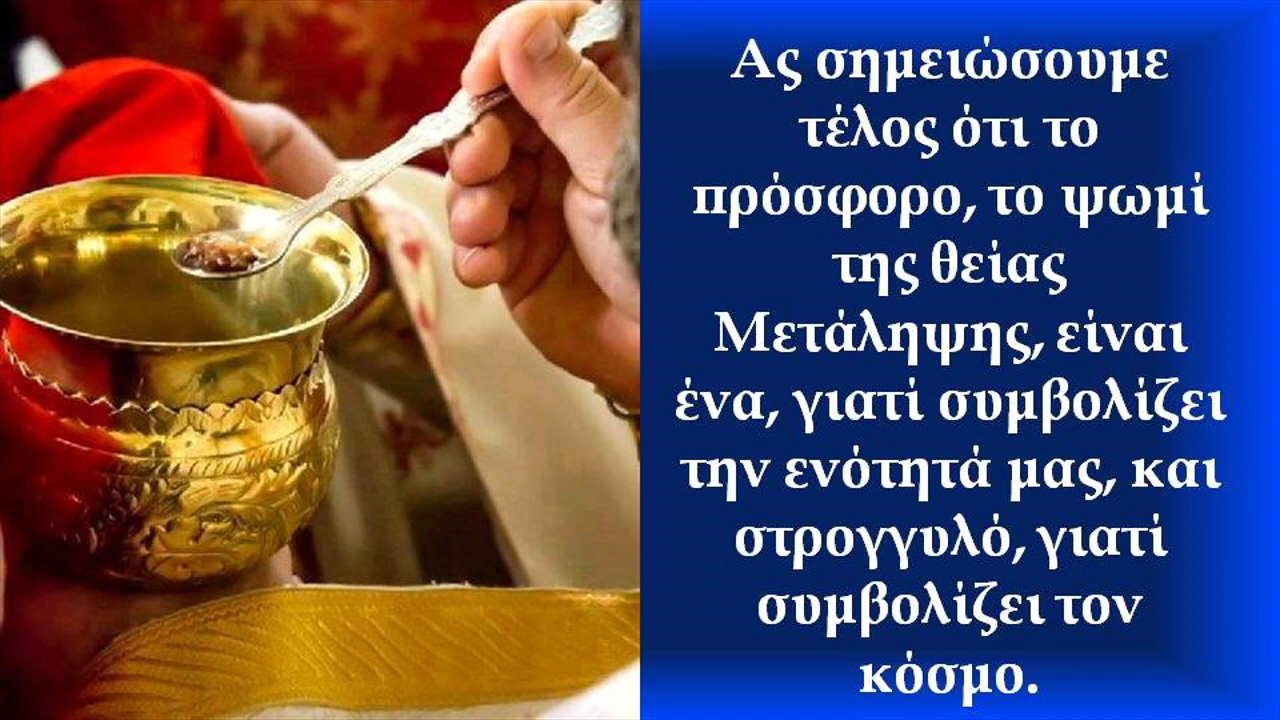 Ας σημειώσουμε
τέλος ότι το
πρόσφορο, το ψωμί
της θείας
Μετάληψης, είναι
ένα, γιατί συμβολίζει
την ενότητά μας, και
στρογγυλό, γιατί
συμβολίζει τον
κόσμο.